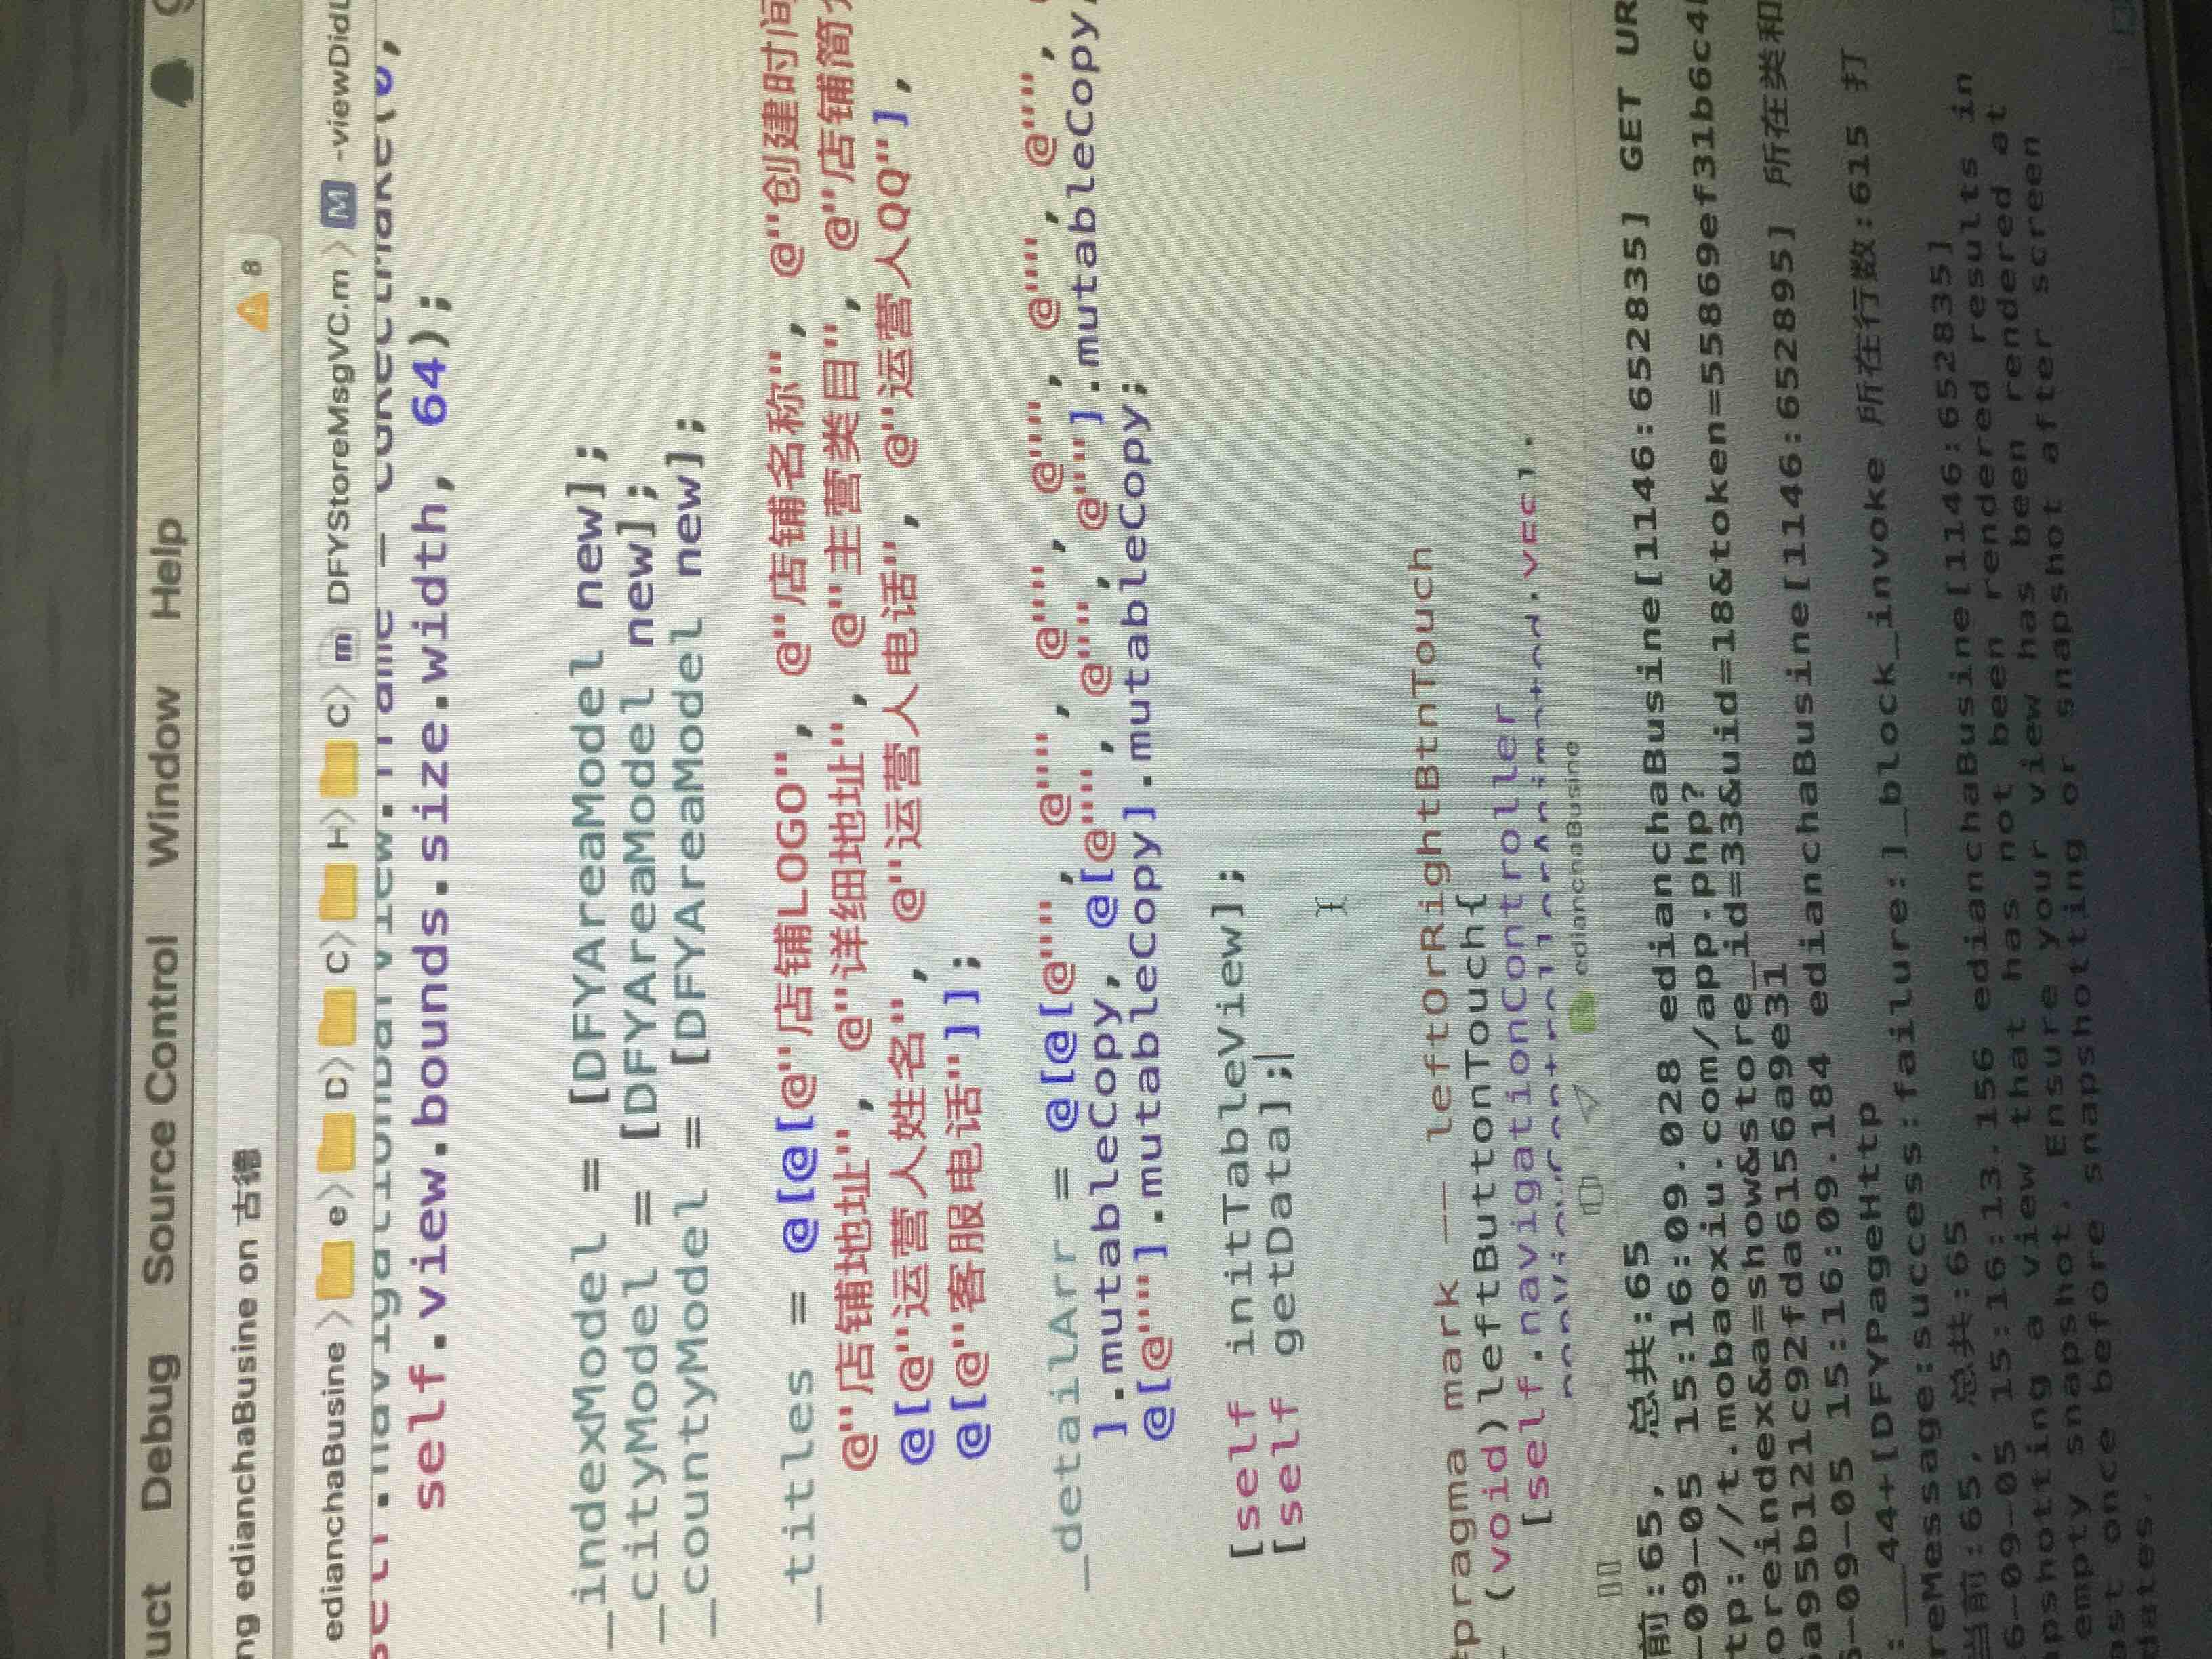 uct Debug Source Control Window Help
ng edianchaBusine on 古德 8
edianchaBusine e D C H C m DFYStoreMsgVC.m M -viewDidL
self.navigationBarView.frame = CGRectMake(0,
self.view.bounds.size.width, 64);
_indexModel = [DFYAreaModel new];
_cityModel = [DFYAreaModel new];
_countyModel = [DFYAreaModel new];
_titles = @[@[@"店铺LOGO", @"店铺名称", @"创建时间
@"店铺地址", @"详细地址", @"主营类目", @"店铺简介
@[@"运营人姓名", @"运营人电话", @"运营人QQ"],
@[@"客服电话"]];
_detailArr = @[@[@"", @"", @"", @"", @"", @"",
].mutableCopy, @[@"", @"", @""].mutableCopy,
@[@""].mutableCopy].mutableCopy;
[self initTableView];
[self getData];
#pragma mark —— leftOrRightBtnTouch
- (void)leftButtonTouch{
[self.navigationController
popViewControllerAnimated:YES];
edianchaBusine
前:65, 总共:65
-09-05 15:16:09.028 edianchaBusine[1146:652835] GET UR
tp://t.mobaoxiu.com/app.php?
oreindex&a=show&store_id=33&uid=18&token=55869ef31b6c4
a95b121c92fda6156a9e31
6-09-05 15:16:09.184 edianchaBusine[1146:652895] 所在类和
:__44+[DFYPageHttp
reMessage:success:failure:]_block_invoke 所在行数:615 打
当前:65, 总共:65
6-09-05 15:16:13.156 edianchaBusine[1146:652835]
apshotting a view that has not been rendered results in
empty snapshot. Ensure your view has been rendered at
ast once before snapshotting or snapshot after screen
dates.